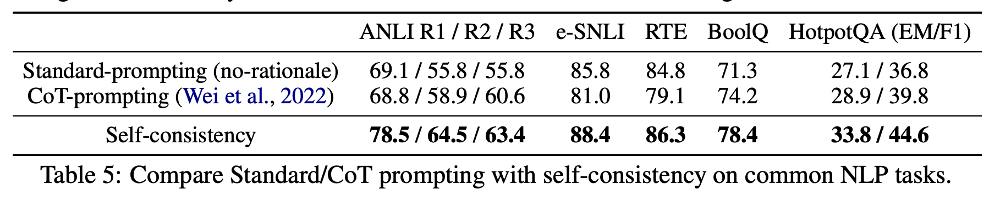 ANLI R1 / R2 / R3 e-SNLI RTE BoolQ HotpotQA (EM/F1)
Standard-prompting (no-rationale) 69.1 / 55.8 / 55.8 85.8 84.8 71.3 27.1 / 36.8
CoT-prompting (Wei et al., 2022) 68.8 / 58.9 / 60.6 81.0 79.1 74.2 28.9 / 39.8
Self-consistency 78.5 / 64.5 / 63.4 88.4 86.3 78.4 33.8 / 44.6
Table 5: Compare Standard/CoT prompting with self-consistency on common NLP tasks.